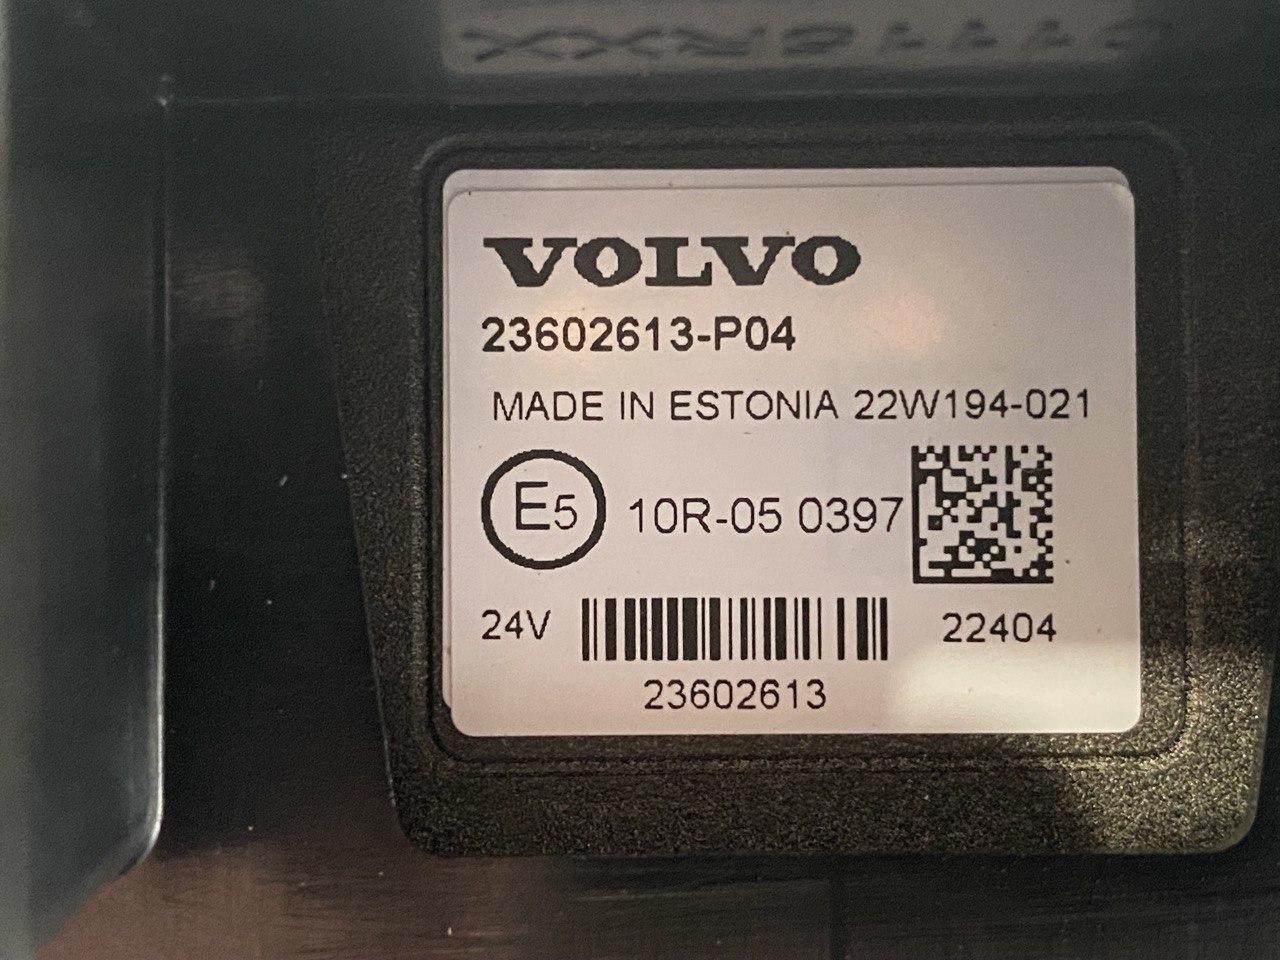 VOLVO
23602613-P04
MADE IN ESTONIA 22W194-021
E5 10R-05 0397
24V 22404
23602613